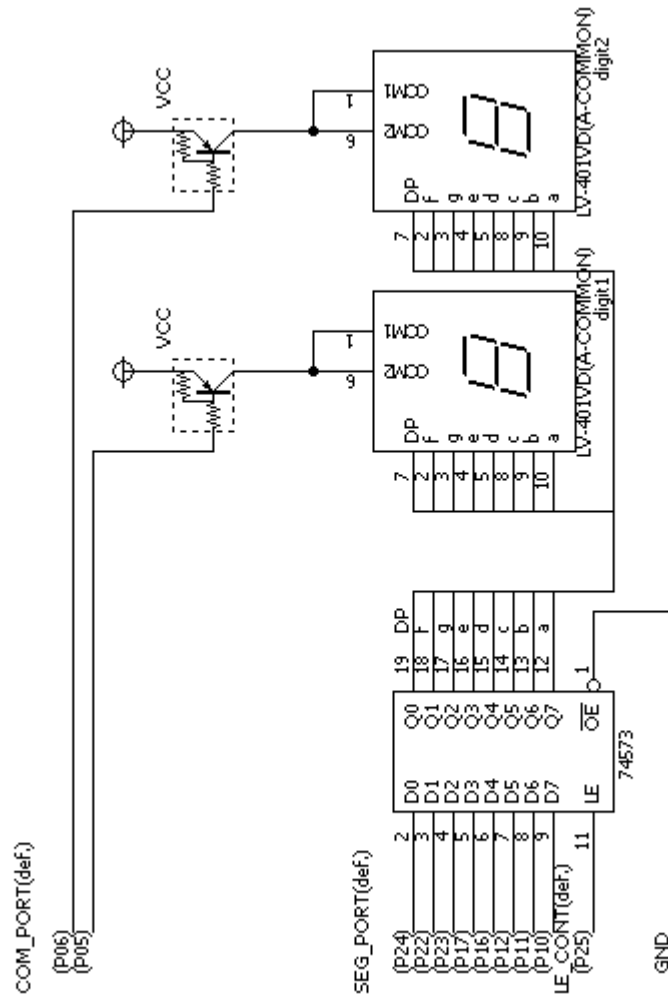 COM_PORT(def.)
(P06)
(P05)
VCC
VCC
SEG_PORT(def.)
(P24) 2 D0 Q0 19 DP
(P22) 3 D1 Q1 18 f
(P23) 4 D2 Q2 17 g
(P17) 5 D3 Q3 16 e
(P16) 6 D4 Q4 15 d
(P12) 7 D5 Q5 14 c
(P11) 8 D6 Q6 13 b
(P10) 9 D7 Q7 12 a
LE_CONT(def.)
(P25) 11 LE OE 1
74573
GND
1 COM1
6 COM2
7 DP
2 f
3 g
4 e
5 d
8 c
9 b
10 a
LV-401VD(A-COMMON)
digit1
1 COM1
6 COM2
7 DP
2 f
3 g
4 e
5 d
8 c
9 b
10 a
LV-401VD(A-COMMON)
digit2